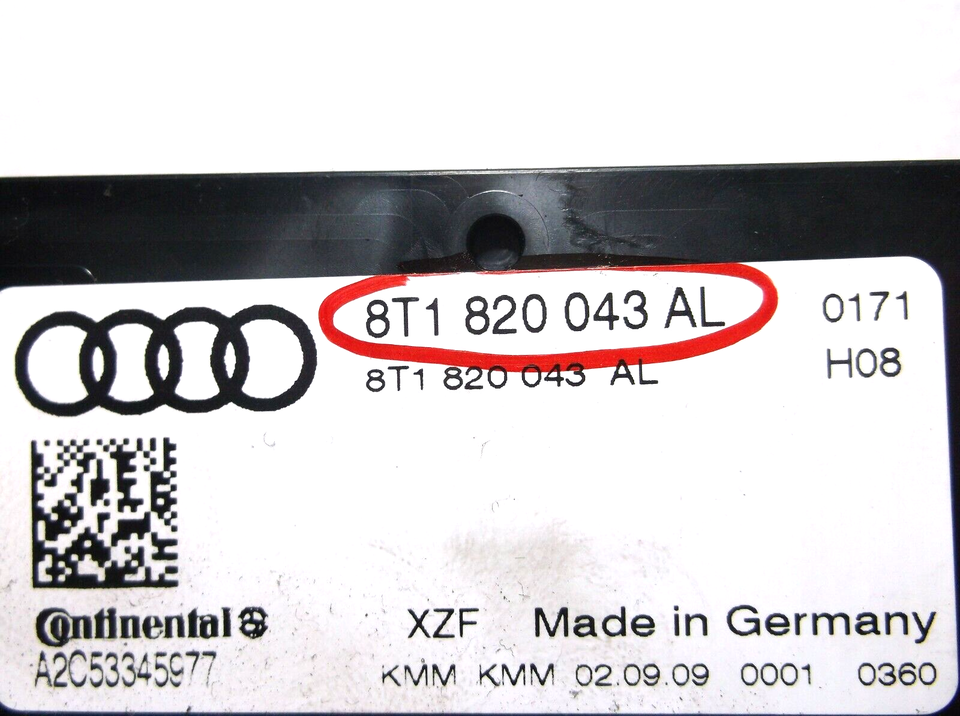 8T1 820 043 AL 0171
8T1 820 043 AL H08
Continental XZF Made in Germany
A2C53345977 KMM KMM 02.09.09 0001 0360